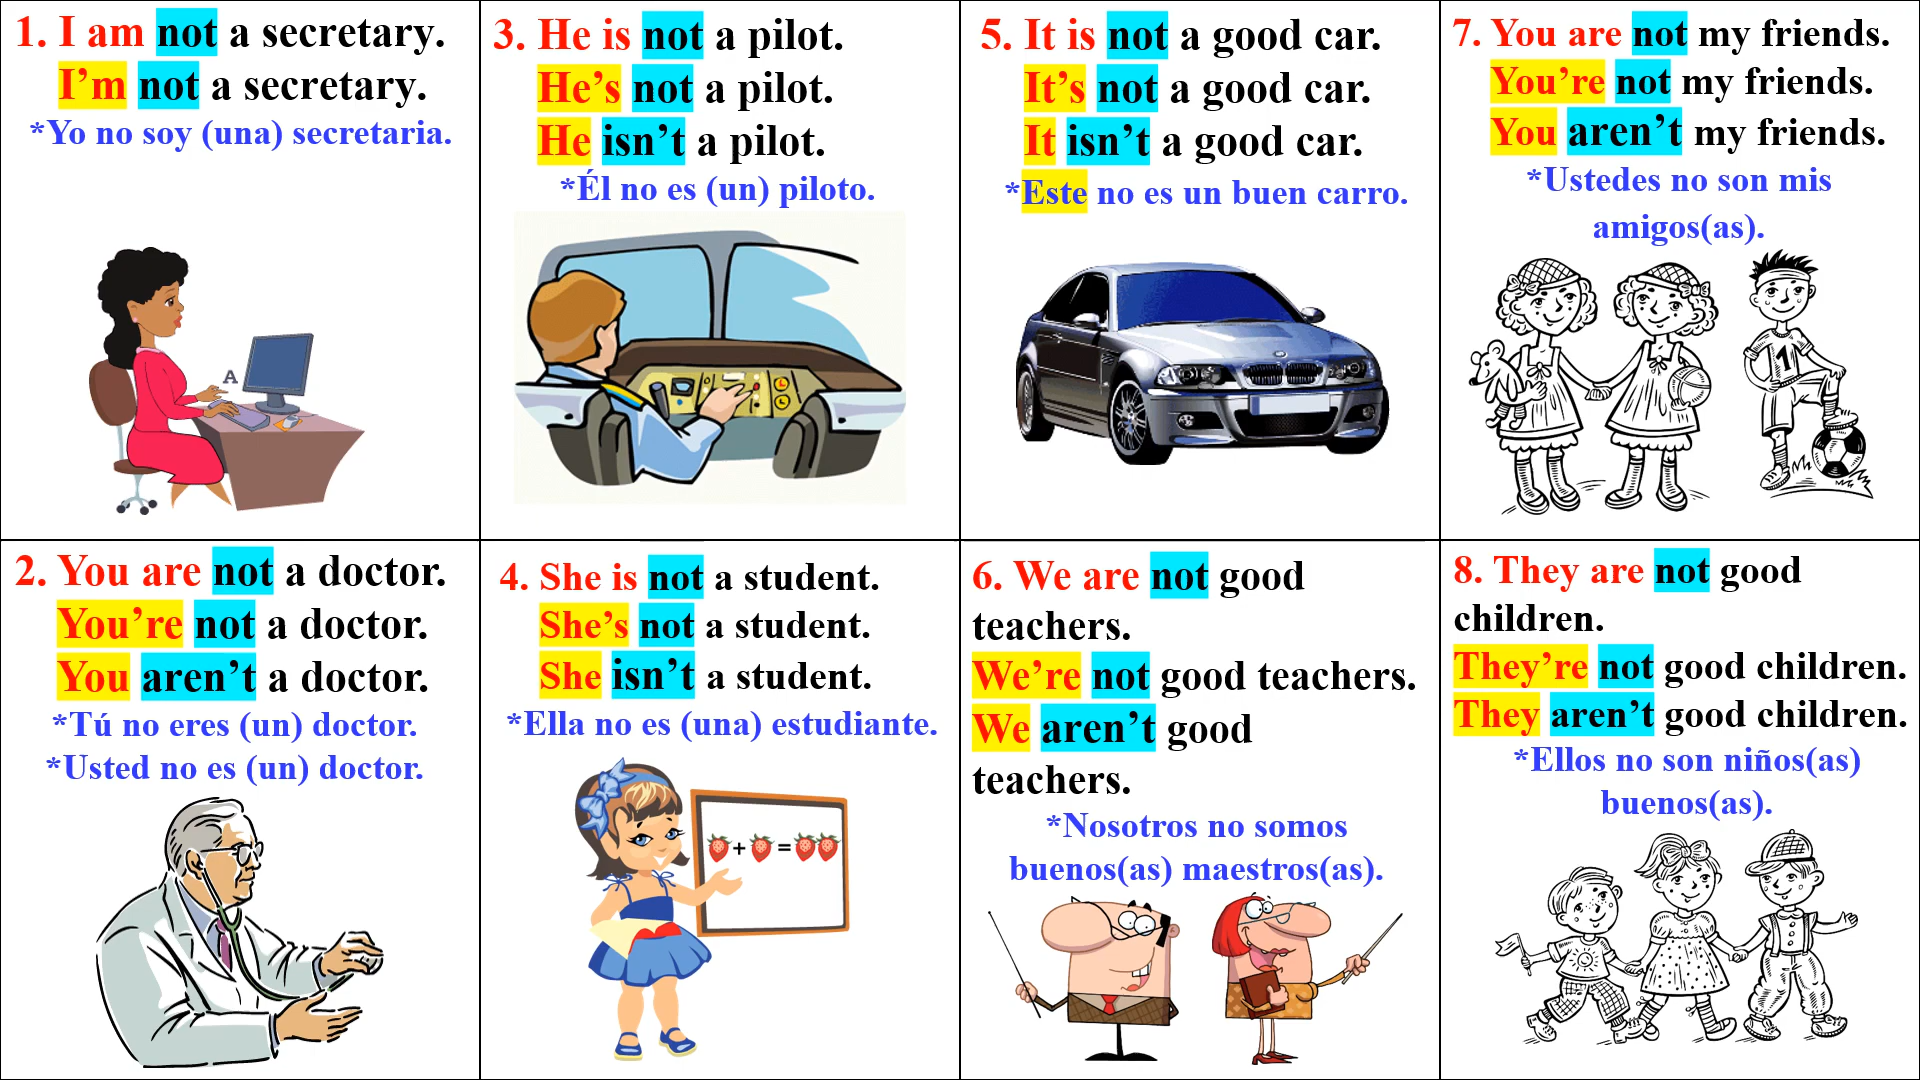 1. I am not a secretary.
I’m not a secretary.
*Yo no soy (una) secretaria.
A
2. You are not a doctor.
You’re not a doctor.
You aren’t a doctor.
*Tú no eres (un) doctor.
*Usted no es (un) doctor.
3. He is not a pilot.
He’s not a pilot.
He isn’t a pilot.
*Él no es (un) piloto.
4. She is not a student.
She’s not a student.
She isn’t a student.
*Ella no es (una) estudiante.
+ =
5. It is not a good car.
It’s not a good car.
It isn’t a good car.
*Este no es un buen carro.
6. We are not good
teachers.
We’re not good teachers.
We aren’t good
teachers.
*Nosotros no somos
buenos(as) maestros(as).
7. You are not my friends.
You’re not my friends.
You aren’t my friends.
*Ustedes no son mis
amigos(as).
1
8. They are not good
children.
They’re not good children.
They aren’t good children.
*Ellos no son niños(as)
buenos(as).